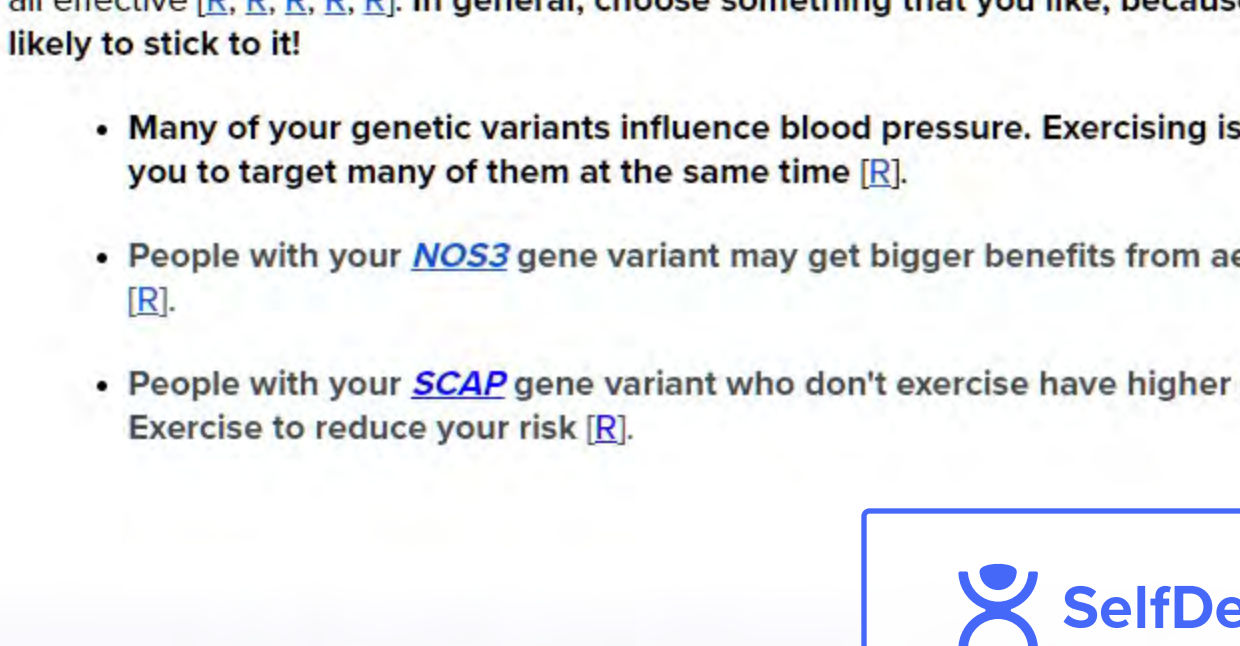 all effective [R, R, R, R, R]. In general, choose something that you like, because
likely to stick to it!
• Many of your genetic variants influence blood pressure. Exercising is
you to target many of them at the same time [R].
• People with your NOS3 gene variant may get bigger benefits from ae
[R].
• People with your SCAP gene variant who don't exercise have higher
Exercise to reduce your risk [R].
SelfDe